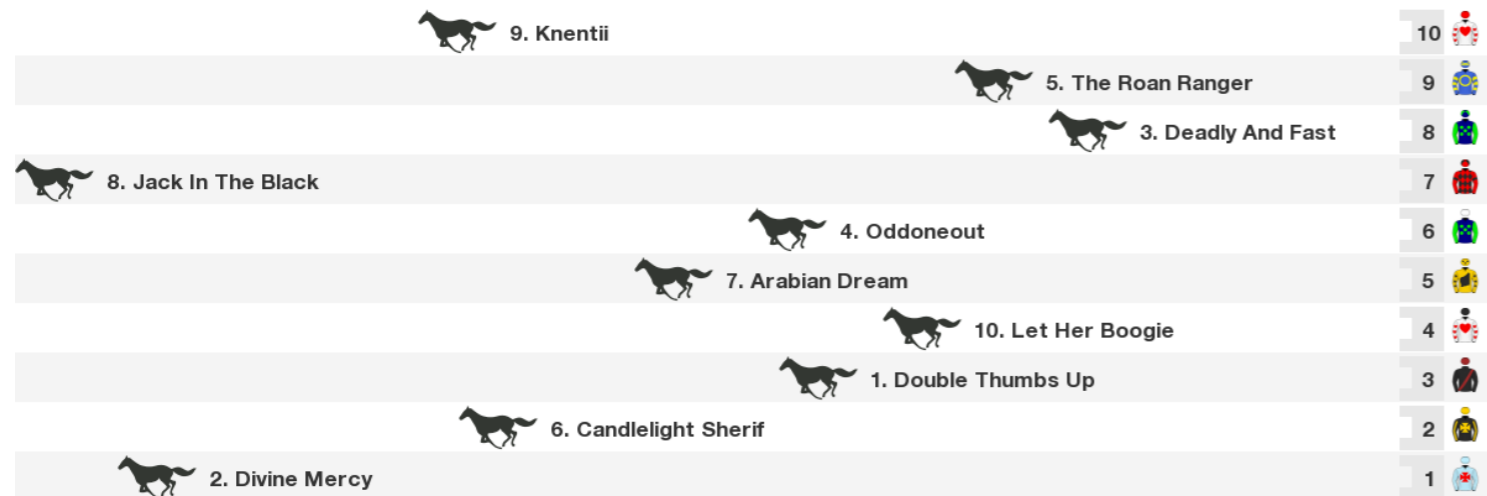 9. Knentii 10
5. The Roan Ranger 9
3. Deadly And Fast 8
8. Jack In The Black 7
4. Oddoneout 6
7. Arabian Dream 5
10. Let Her Boogie 4
1. Double Thumbs Up 3
6. Candlelight Sherif 2
2. Divine Mercy 1